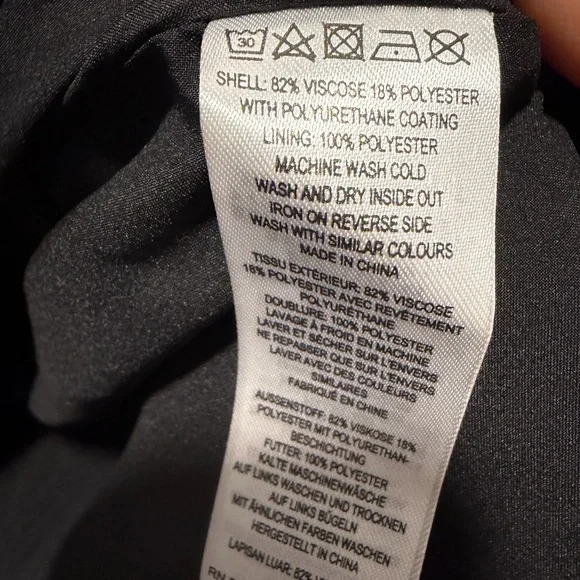 30
SHELL: 82% VISCOSE 18% POLYESTER
WITH POLYURETHANE COATING
LINING: 100% POLYESTER
MACHINE WASH COLD
WASH AND DRY INSIDE OUT
IRON ON REVERSE SIDE
WASH WITH SIMILAR COLOURS
MADE IN CHINA
TISSU EXTÉRIEUR: 82% VISCOSE
18% POLYESTER AVEC REVÊTEMENT
POLYURÉTHANE
DOUBLURE: 100% POLYESTER
LAVAGE À FROID EN MACHINE
LAVER ET SÉCHER SUR L'ENVERS
NE REPASSER QUE SUR L'ENVERS
LAVER AVEC DES COULEURS
SIMILAIRES
FABRIQUÉ EN CHINE
AUSSENSTOFF: 82% VISKOSE 18%
POLYESTER MIT POLYURETHAN-
BESCHICHTUNG
FUTTER: 100% POLYESTER
KALTE MASCHINENWÄSCHE
AUF LINKS WASCHEN UND TROCKNEN
AUF LINKS BÜGELN
MIT ÄHNLICHEN FARBEN WASCHEN
HERGESTELLT IN CHINA
LAPISAN LUAR: 82%
RN